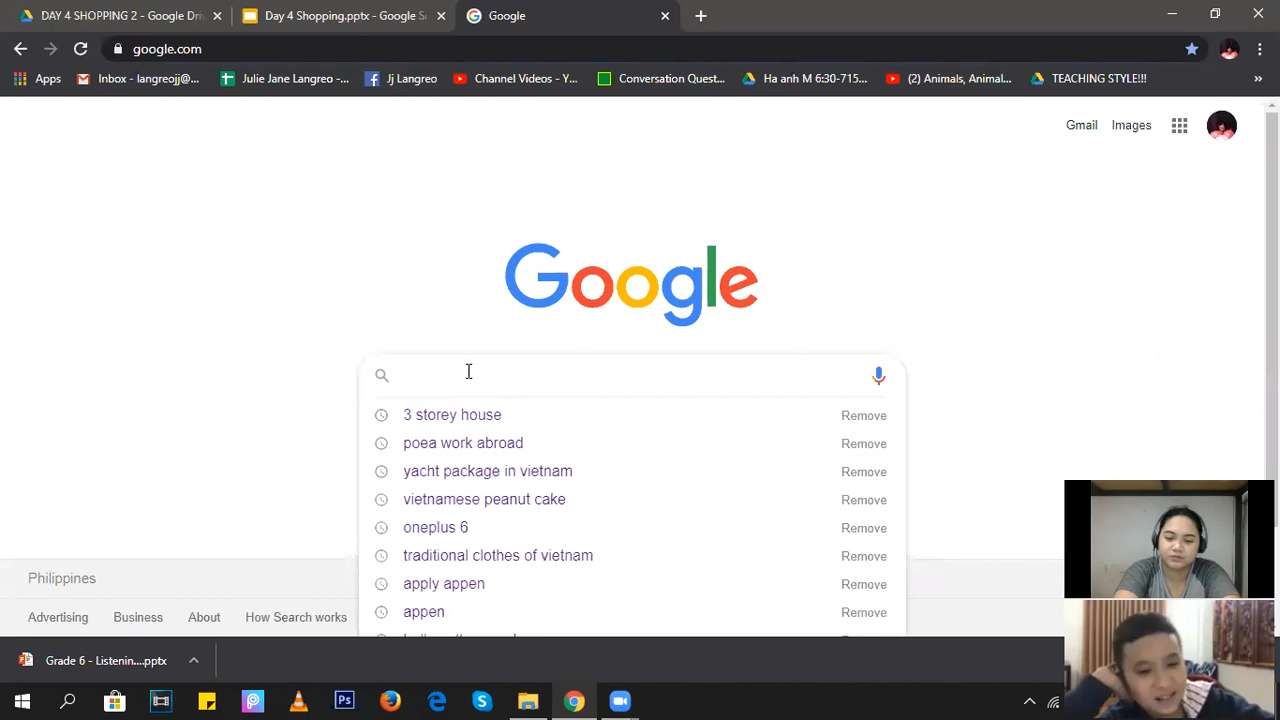 DAY 4 SHOPPING 2 - Google Dri
Day 4 Shopping.pptx - Google S
Google
google.com
Apps
Inbox - langreojj@...
Julie Jane Langreo -...
Jj Langreo
Channel Videos - Y...
Conversation Quest...
Ha anh M 6:30-715...
(2) Animals, Animal...
TEACHING STYLE!!!
»
Gmail
Images
Google
3 storey house
Remove
poea work abroad
Remove
yacht package in vietnam
Remove
vietnamese peanut cake
Remove
oneplus 6
Remove
traditional clothes of vietnam
Remove
apply appen
Remove
appen
Remove
Philippines
Advertising
Business
About
How Search works
Grade 6 - Listenin....pptx
Ps